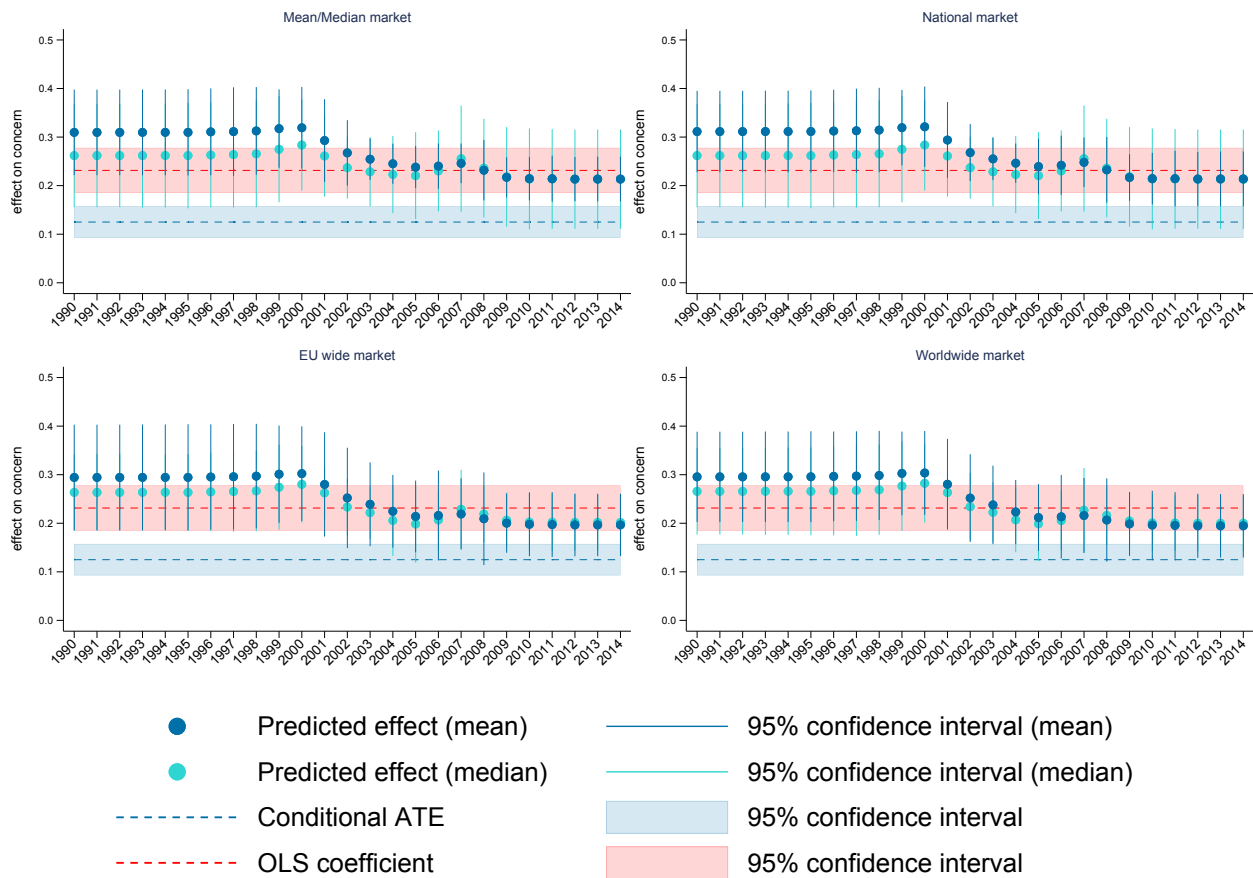 Mean/Median market
National market
effect on concern
0.5
0.4
0.3
0.2
0.1
0.0
1990 1991 1992 1993 1994 1995 1996 1997 1998 1999 2000 2001 2002 2003 2004 2005 2006 2007 2008 2009 2010 2011 2012 2013 2014
effect on concern
0.5
0.4
0.3
0.2
0.1
0.0
1990 1991 1992 1993 1994 1995 1996 1997 1998 1999 2000 2001 2002 2003 2004 2005 2006 2007 2008 2009 2010 2011 2012 2013 2014
EU wide market
Worldwide market
effect on concern
0.5
0.4
0.3
0.2
0.1
0.0
1990 1991 1992 1993 1994 1995 1996 1997 1998 1999 2000 2001 2002 2003 2004 2005 2006 2007 2008 2009 2010 2011 2012 2013 2014
effect on concern
0.5
0.4
0.3
0.2
0.1
0.0
1990 1991 1992 1993 1994 1995 1996 1997 1998 1999 2000 2001 2002 2003 2004 2005 2006 2007 2008 2009 2010 2011 2012 2013 2014
Predicted effect (mean)
95% confidence interval (mean)
Predicted effect (median)
95% confidence interval (median)
Conditional ATE
95% confidence interval
OLS coefficient
95% confidence interval